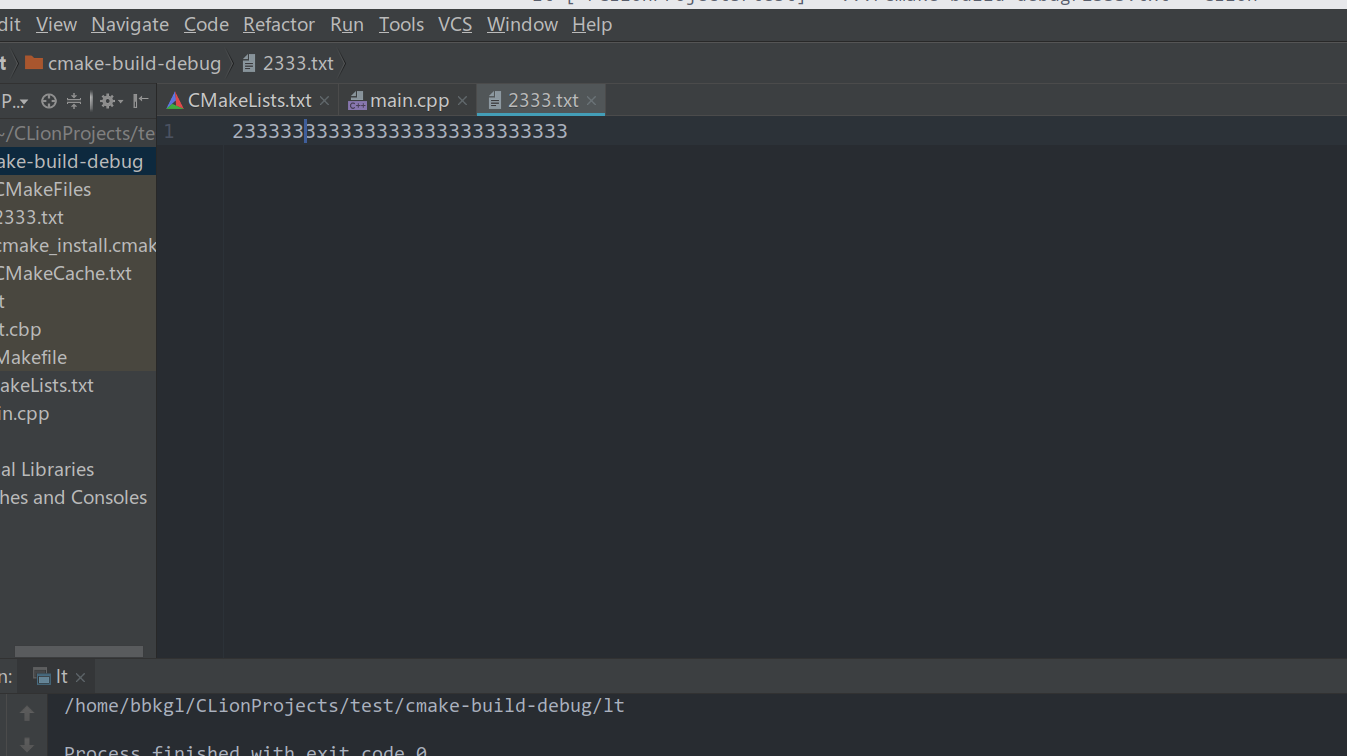 dit View Navigate Code Refactor Run Tools VCS Window Help
t cmake-build-debug 2333.txt
P... CMakeLists.txt main.cpp 2333.txt
~/CLionProjects/te
1 2333333333333333333333333333
ake-build-debug
CMakeFiles
2333.txt
cmake_install.cmak
CMakeCache.txt
t
t.cbp
Makefile
akeLists.txt
in.cpp
al Libraries
hes and Consoles
n: lt
/home/bbkgl/CLionProjects/test/cmake-build-debug/lt
Process finished with exit code 0